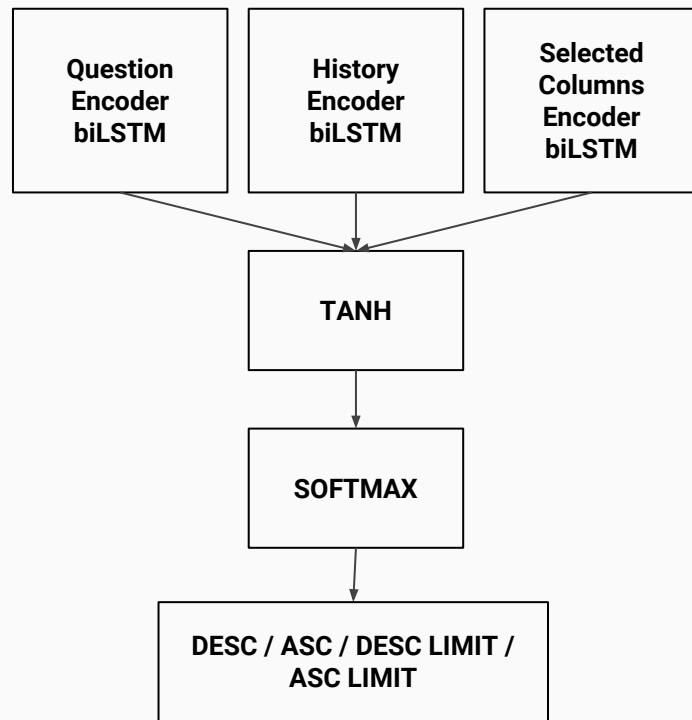 Question
Encoder
biLSTM
History
Encoder
biLSTM
Selected
Columns
Encoder
biLSTM
TANH
SOFTMAX
DESC / ASC / DESC LIMIT /
ASC LIMIT